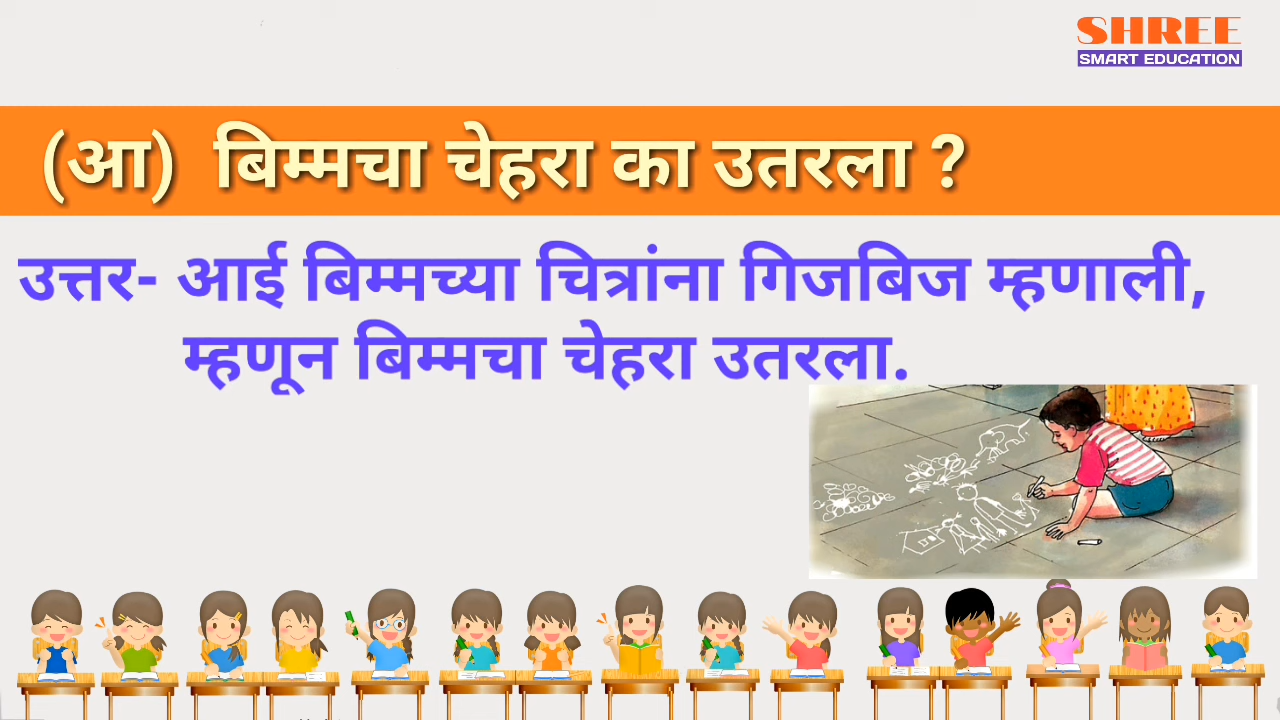 SHREE
SMART EDUCATION
(आ) बिम्मचा चेहरा का उतरला ?
उत्तर- आई बिम्मच्या चित्रांना गिजबिज म्हणाली,
म्हणून बिम्मचा चेहरा उतरला.